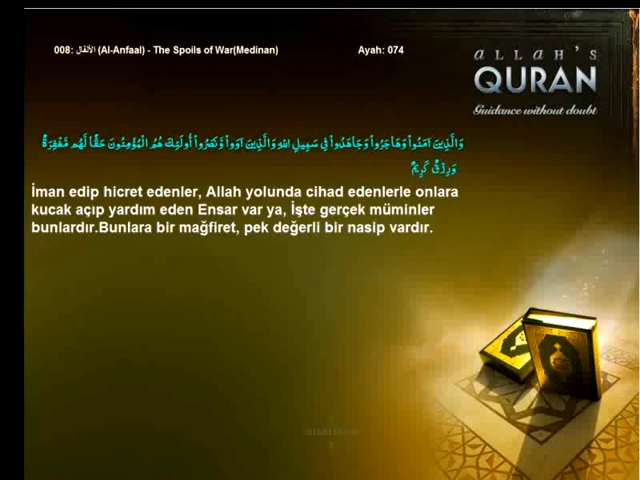 008: الأنفال (Al-Anfaal) - The Spoils of War(Medinan) Ayah: 074
ALLAH'S
QURAN
Guidance without doubt
وَالَّذِينَ آمَنُواْ وَهَاجَرُواْ وَجَاهَدُواْ فِي سَبِيلِ اللّهِ وَالَّذِينَ آوَواْ وَّنَصَرُواْ أُولَئِكَ هُمُ الْمُؤْمِنُونَ حَقًّا لَّهُم مَّغْفِرَةٌ
وَرِزْقٌ كَرِيمٌ
İman edip hicret edenler, Allah yolunda cihad edenlerle onlara
kucak açıp yardım eden Ensar var ya, İşte gerçek müminler
bunlardır.Bunlara bir mağfiret, pek değerli bir nasip vardır.